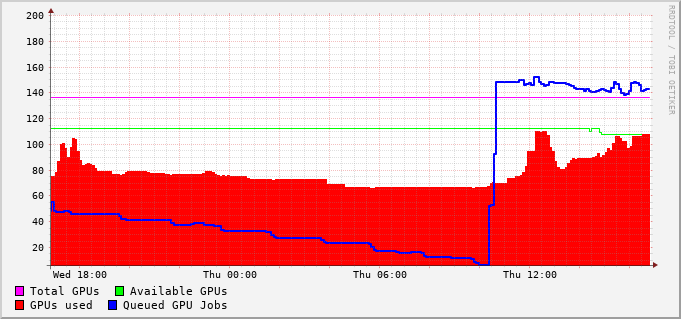 200
180
160
140
120
100
80
60
40
20
Wed 18:00 Thu 00:00 Thu 06:00 Thu 12:00
Total GPUs Available GPUs
GPUs used Queued GPU Jobs
RRDTOOL / TOBI OETIKER